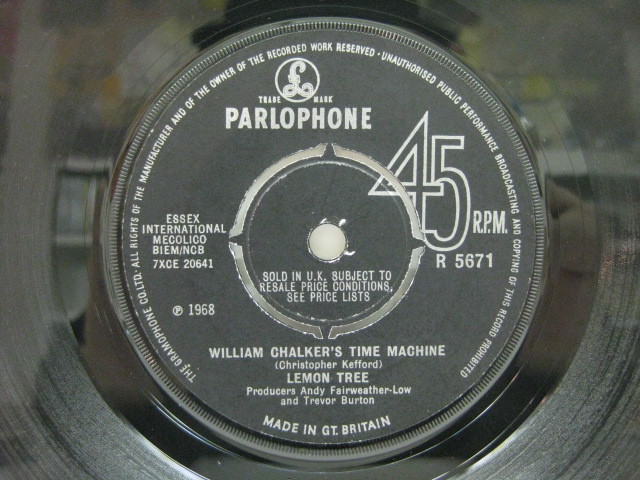 THE GRAMOPHONE CO. LTD. ALL RIGHTS OF THE MANUFACTURER AND OF THE OWNER OF THE RECORDED WORK RESERVED · UNAUTHORISED PUBLIC PERFORMANCE BROADCASTING AND COPYING OF THIS RECORD PROHIBITED
£
TRADE MARK
PARLOPHONE
45
R.P.M.
R 5671
ESSEX
INTERNATIONAL
MECOLICO
BIEM/NCB
7XCE 20641
℗ 1968
SOLD IN U.K. SUBJECT TO
RESALE PRICE CONDITIONS,
SEE PRICE LISTS
WILLIAM CHALKER'S TIME MACHINE
(Christopher Kefford)
LEMON TREE
Producers Andy Fairweather-Low
and Trevor Burton
MADE IN GT. BRITAIN